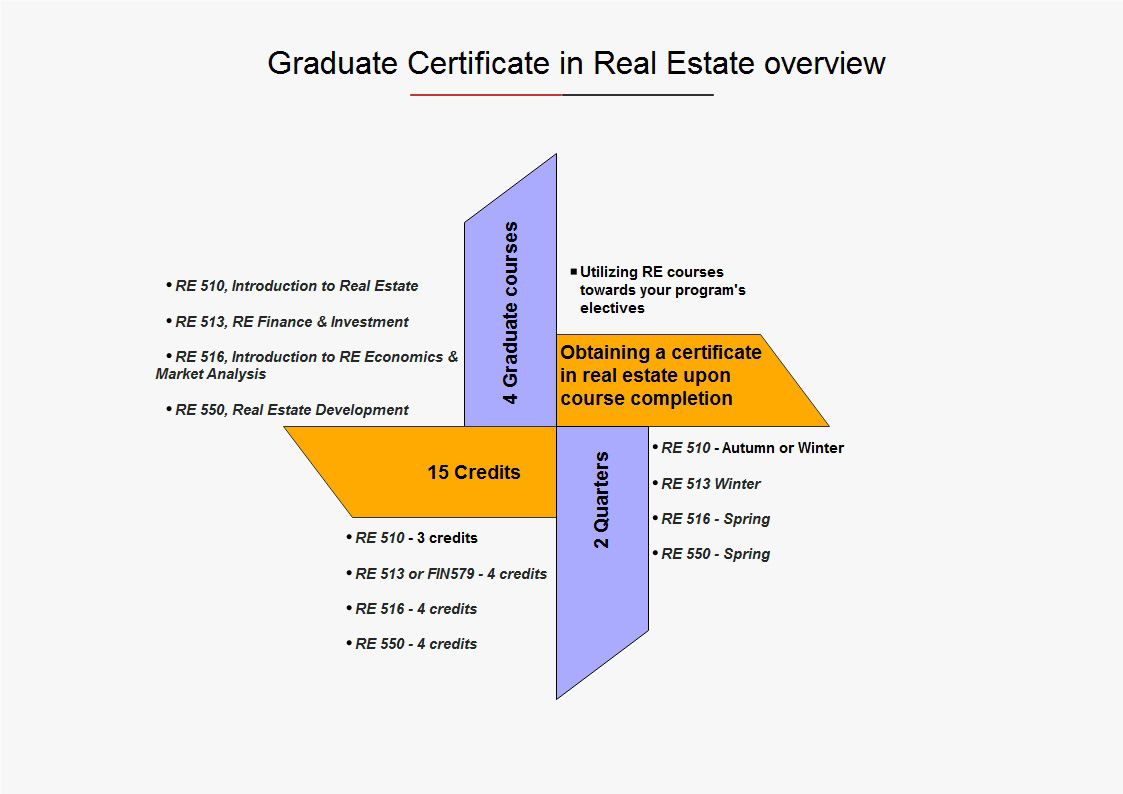 Graduate Certificate in Real Estate overview
4 Graduate courses
• RE 510, Introduction to Real Estate
• RE 513, RE Finance & Investment
• RE 516, Introduction to RE Economics &
Market Analysis
• RE 550, Real Estate Development
▪ Utilizing RE courses
towards your program's
electives
Obtaining a certificate
in real estate upon
course completion
15 Credits
• RE 510 - 3 credits
• RE 513 or FIN579 - 4 credits
• RE 516 - 4 credits
• RE 550 - 4 credits
2 Quarters
• RE 510 - Autumn or Winter
• RE 513 Winter
• RE 516 - Spring
• RE 550 - Spring